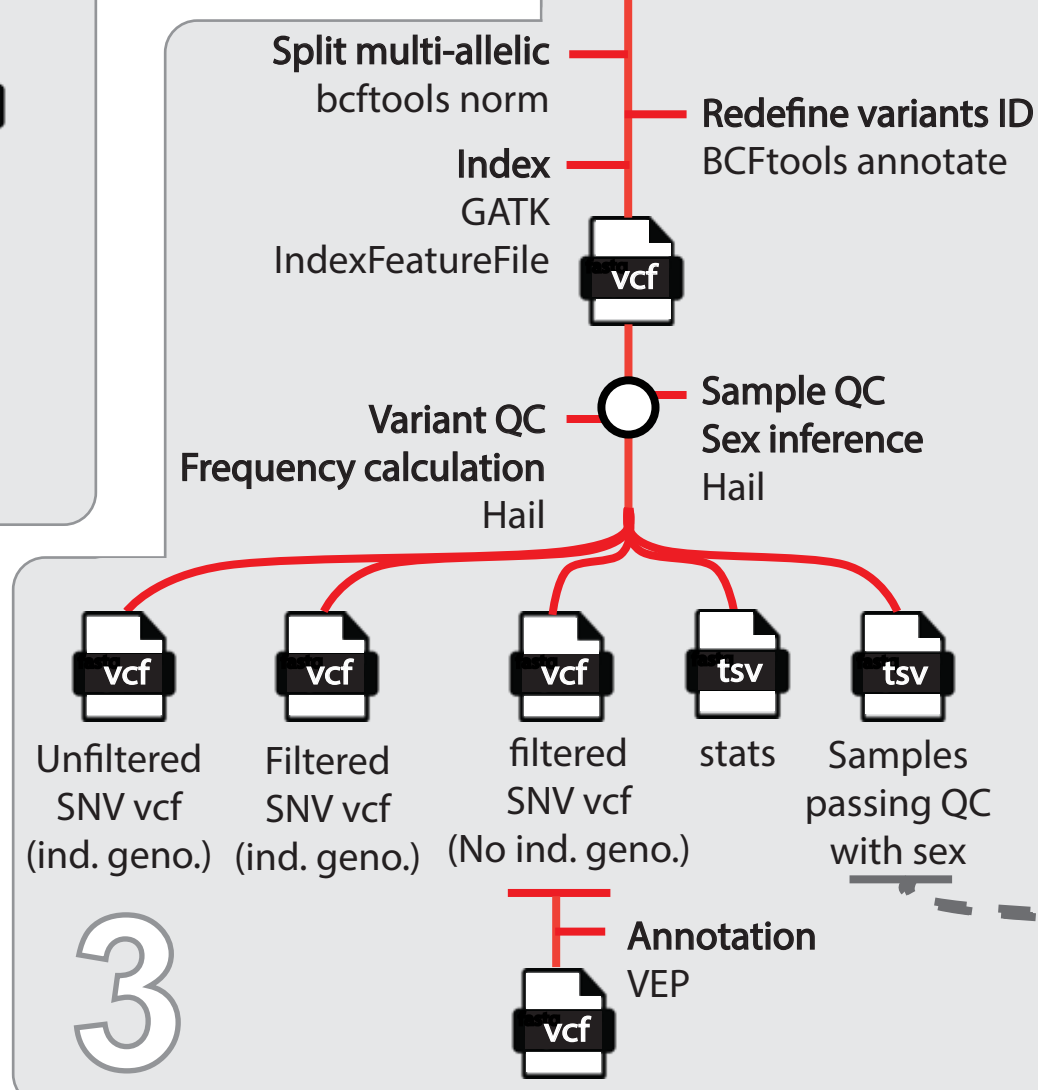 Split multi-allelic
bcftools norm
Redefine variants ID
BCFtools annotate
Index
GATK
IndexFeatureFile
vcf
Sample QC
Sex inference
Hail
Variant QC
Frequency calculation
Hail
vcf
vcf
vcf
tsv
tsv
Unfiltered
SNV vcf
(ind. geno.)
Filtered
SNV vcf
(ind. geno.)
filtered
SNV vcf
(No ind. geno.)
stats
Samples
passing QC
with sex
3
Annotation
VEP
vcf